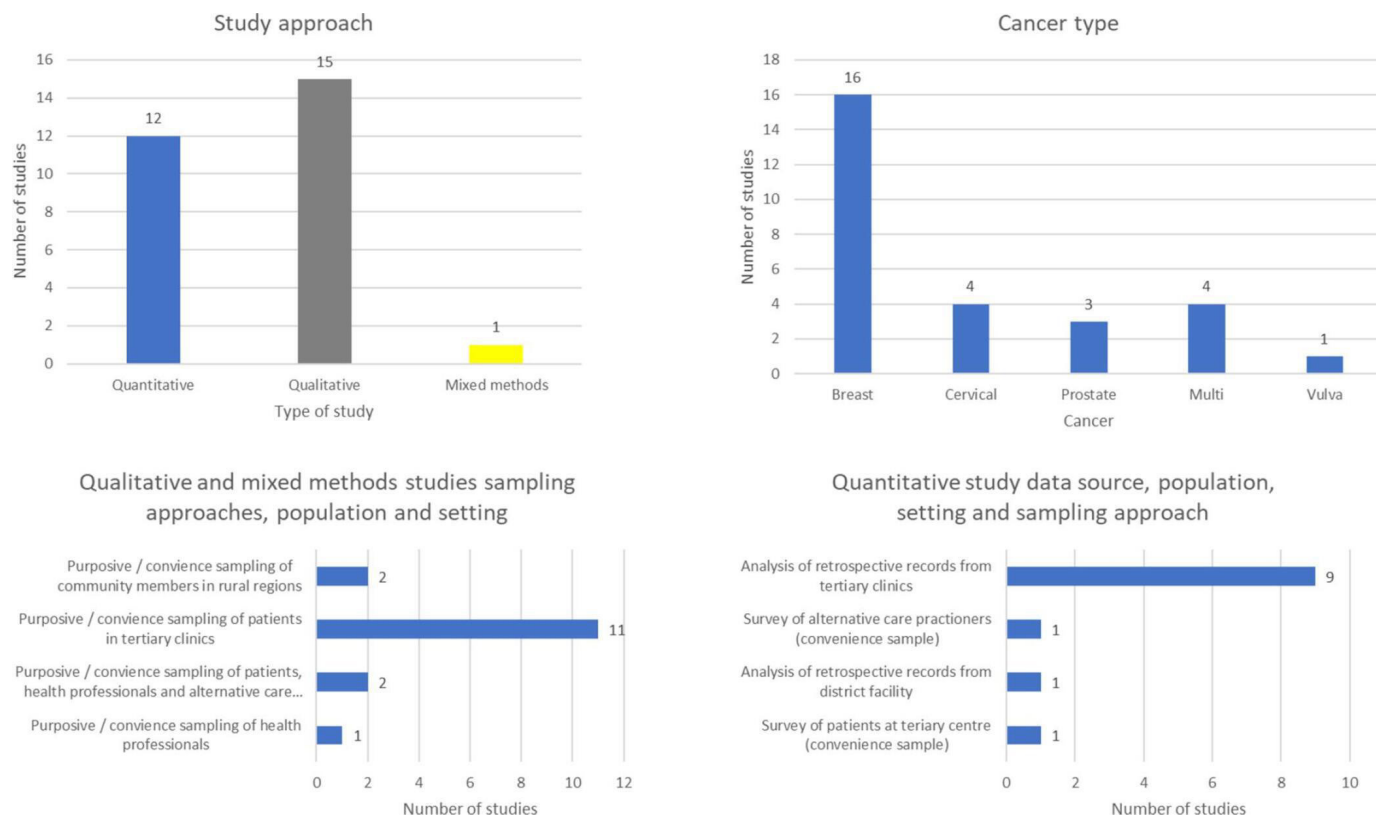 Study approach
16
14
12
10
8
6
4
2
0
Number of studies
12
15
1
Quantitative
Qualitative
Mixed methods
Type of study
Cancer type
18
16
14
12
10
8
6
4
2
0
Number of studies
16
4
3
4
1
Breast
Cervical
Prostate
Multi
Vulva
Cancer
Qualitative and mixed methods studies sampling
approaches, population and setting
Purposive / convience sampling of
community members in rural regions
2
Purposive / convience sampling of patients
in tertiary clinics
11
Purposive / convience sampling of patients,
health professionals and alternative care...
2
Purposive / convience sampling of health
professionals
1
0 2 4 6 8 10 12
Number of studies
Quantitative study data source, population,
setting and sampling approach
Analysis of retrospective records from
tertiary clinics
9
Survey of alternative care practioners
(convenience sample)
1
Analysis of retrospective records from
district facility
1
Survey of patients at teriary centre
(convenience sample)
1
0 2 4 6 8 10
Number of studies